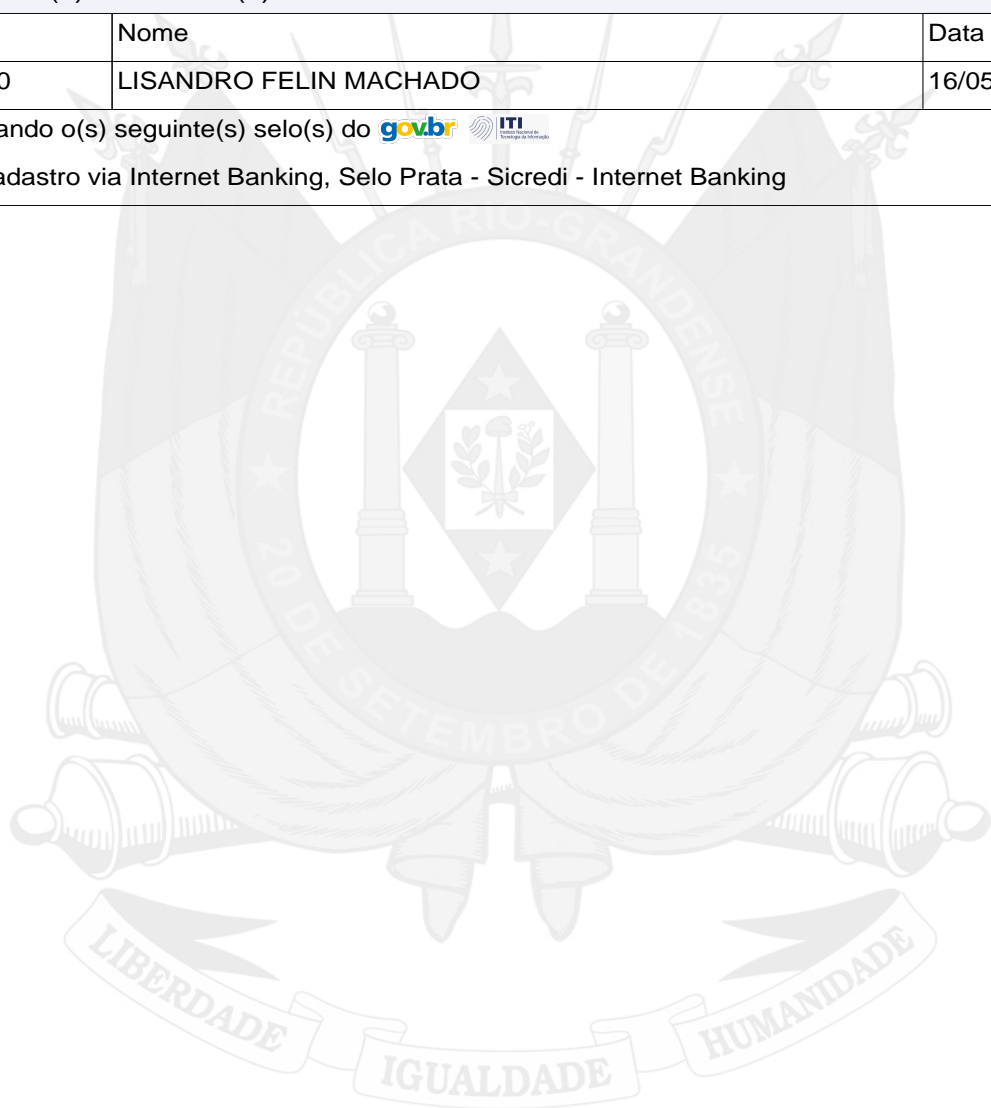 Nome
Data
0
LISANDRO FELIN MACHADO
16/05
ando o(s) seguinte(s) selo(s) do gov.br ITI
adastro via Internet Banking, Selo Prata - Sicredi - Internet Banking
REPÚBLICA RIO-GRANDENSE
20 DE SETEMBRO DE 1835
LIBERDADE
IGUALDADE
HUMANIDADE